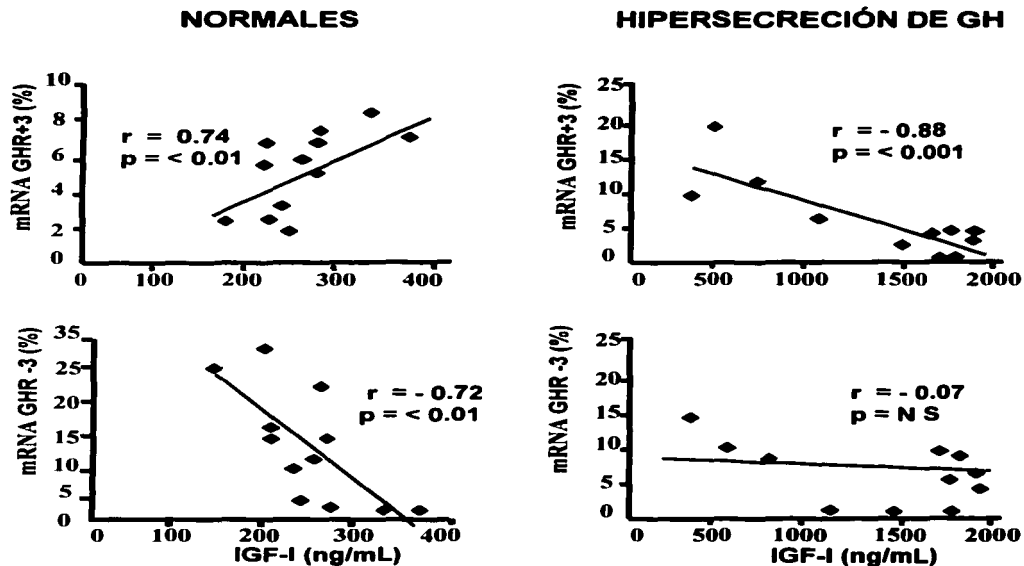 NORMALES
HIPERSECRECIÓN DE GH
mRNA GHR+3 (%)
10
8
6
4
2
0
r = 0.74
p = < 0.01
0 100 200 300 400
mRNA GHR+3 (%)
25
20
15
10
5
0
r = - 0.88
p = < 0.001
0 500 1000 1500 2000
mRNA GHR -3 (%)
35
25
20
15
10
5
0
r = - 0.72
p = < 0.01
0 100 200 300 400
IGF-I (ng/mL)
mRNA GHR -3 (%)
25
20
15
10
5
0
r = - 0.07
p = N S
0 500 1000 1500 2000
IGF-I (ng/mL)